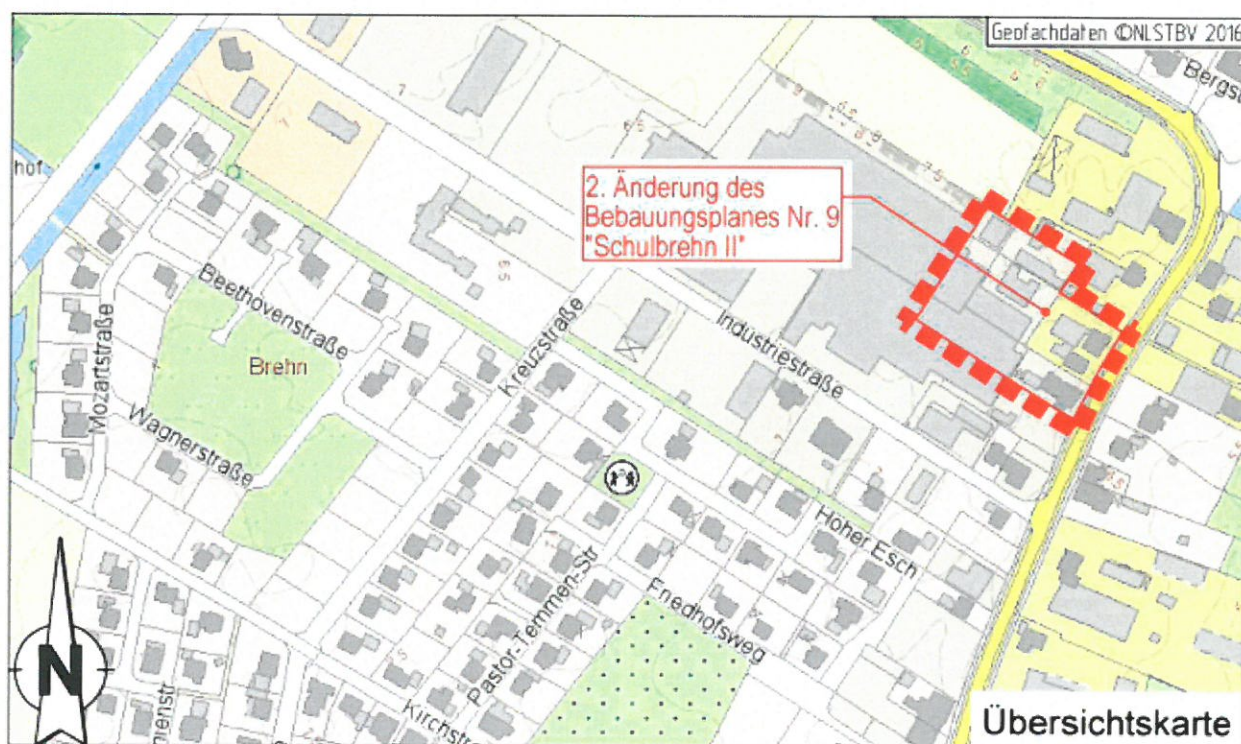 Geofachdaten ©NLSTBV 2016
Bergst
hof
2. Änderung des
Bebauungsplanes Nr. 9
"Schulbrehn II"
Beethovenstraße
Mozartstraße
Brehn
Wagnerstraße
Kreuzstraße
Industriestraße
Hoher Esch
Pastor-Temmen-Str
Friedhofsweg
Kirchstr
N
Übersichtskarte